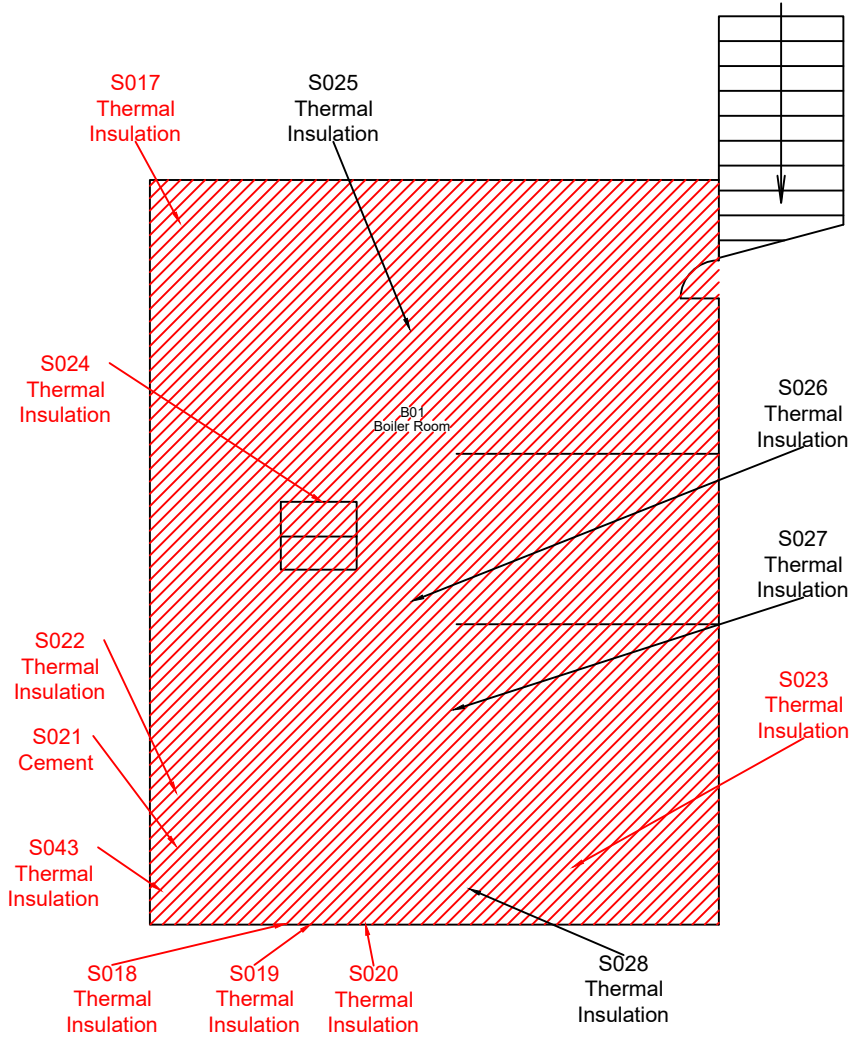 S017
Thermal
Insulation
S025
Thermal
Insulation
S024
Thermal
Insulation
B01
Boiler Room
S026
Thermal
Insulation
S027
Thermal
Insulation
S022
Thermal
Insulation
S023
Thermal
Insulation
S021
Cement
S043
Thermal
Insulation
S018
Thermal
Insulation
S019
Thermal
Insulation
S020
Thermal
Insulation
S028
Thermal
Insulation